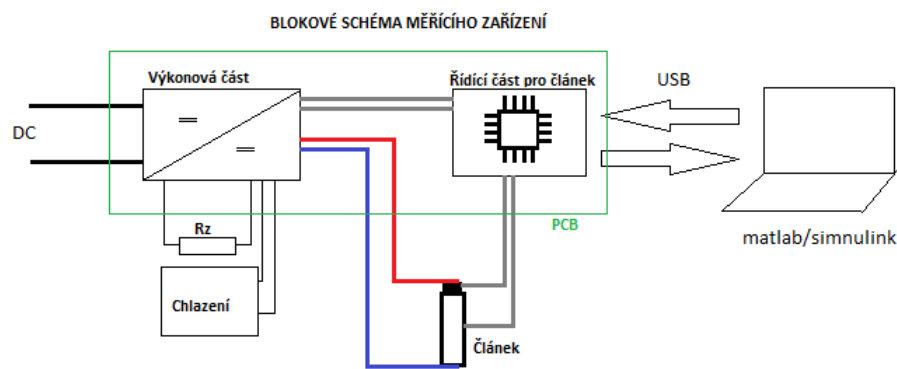 BLOKOVÉ SCHÉMA MĚŘÍCÍHO ZAŘÍZENÍ
Výkonová část
Řídící část pro článek
USB
DC
PCB
Rz
matlab/simnulink
Chlazení
Článek